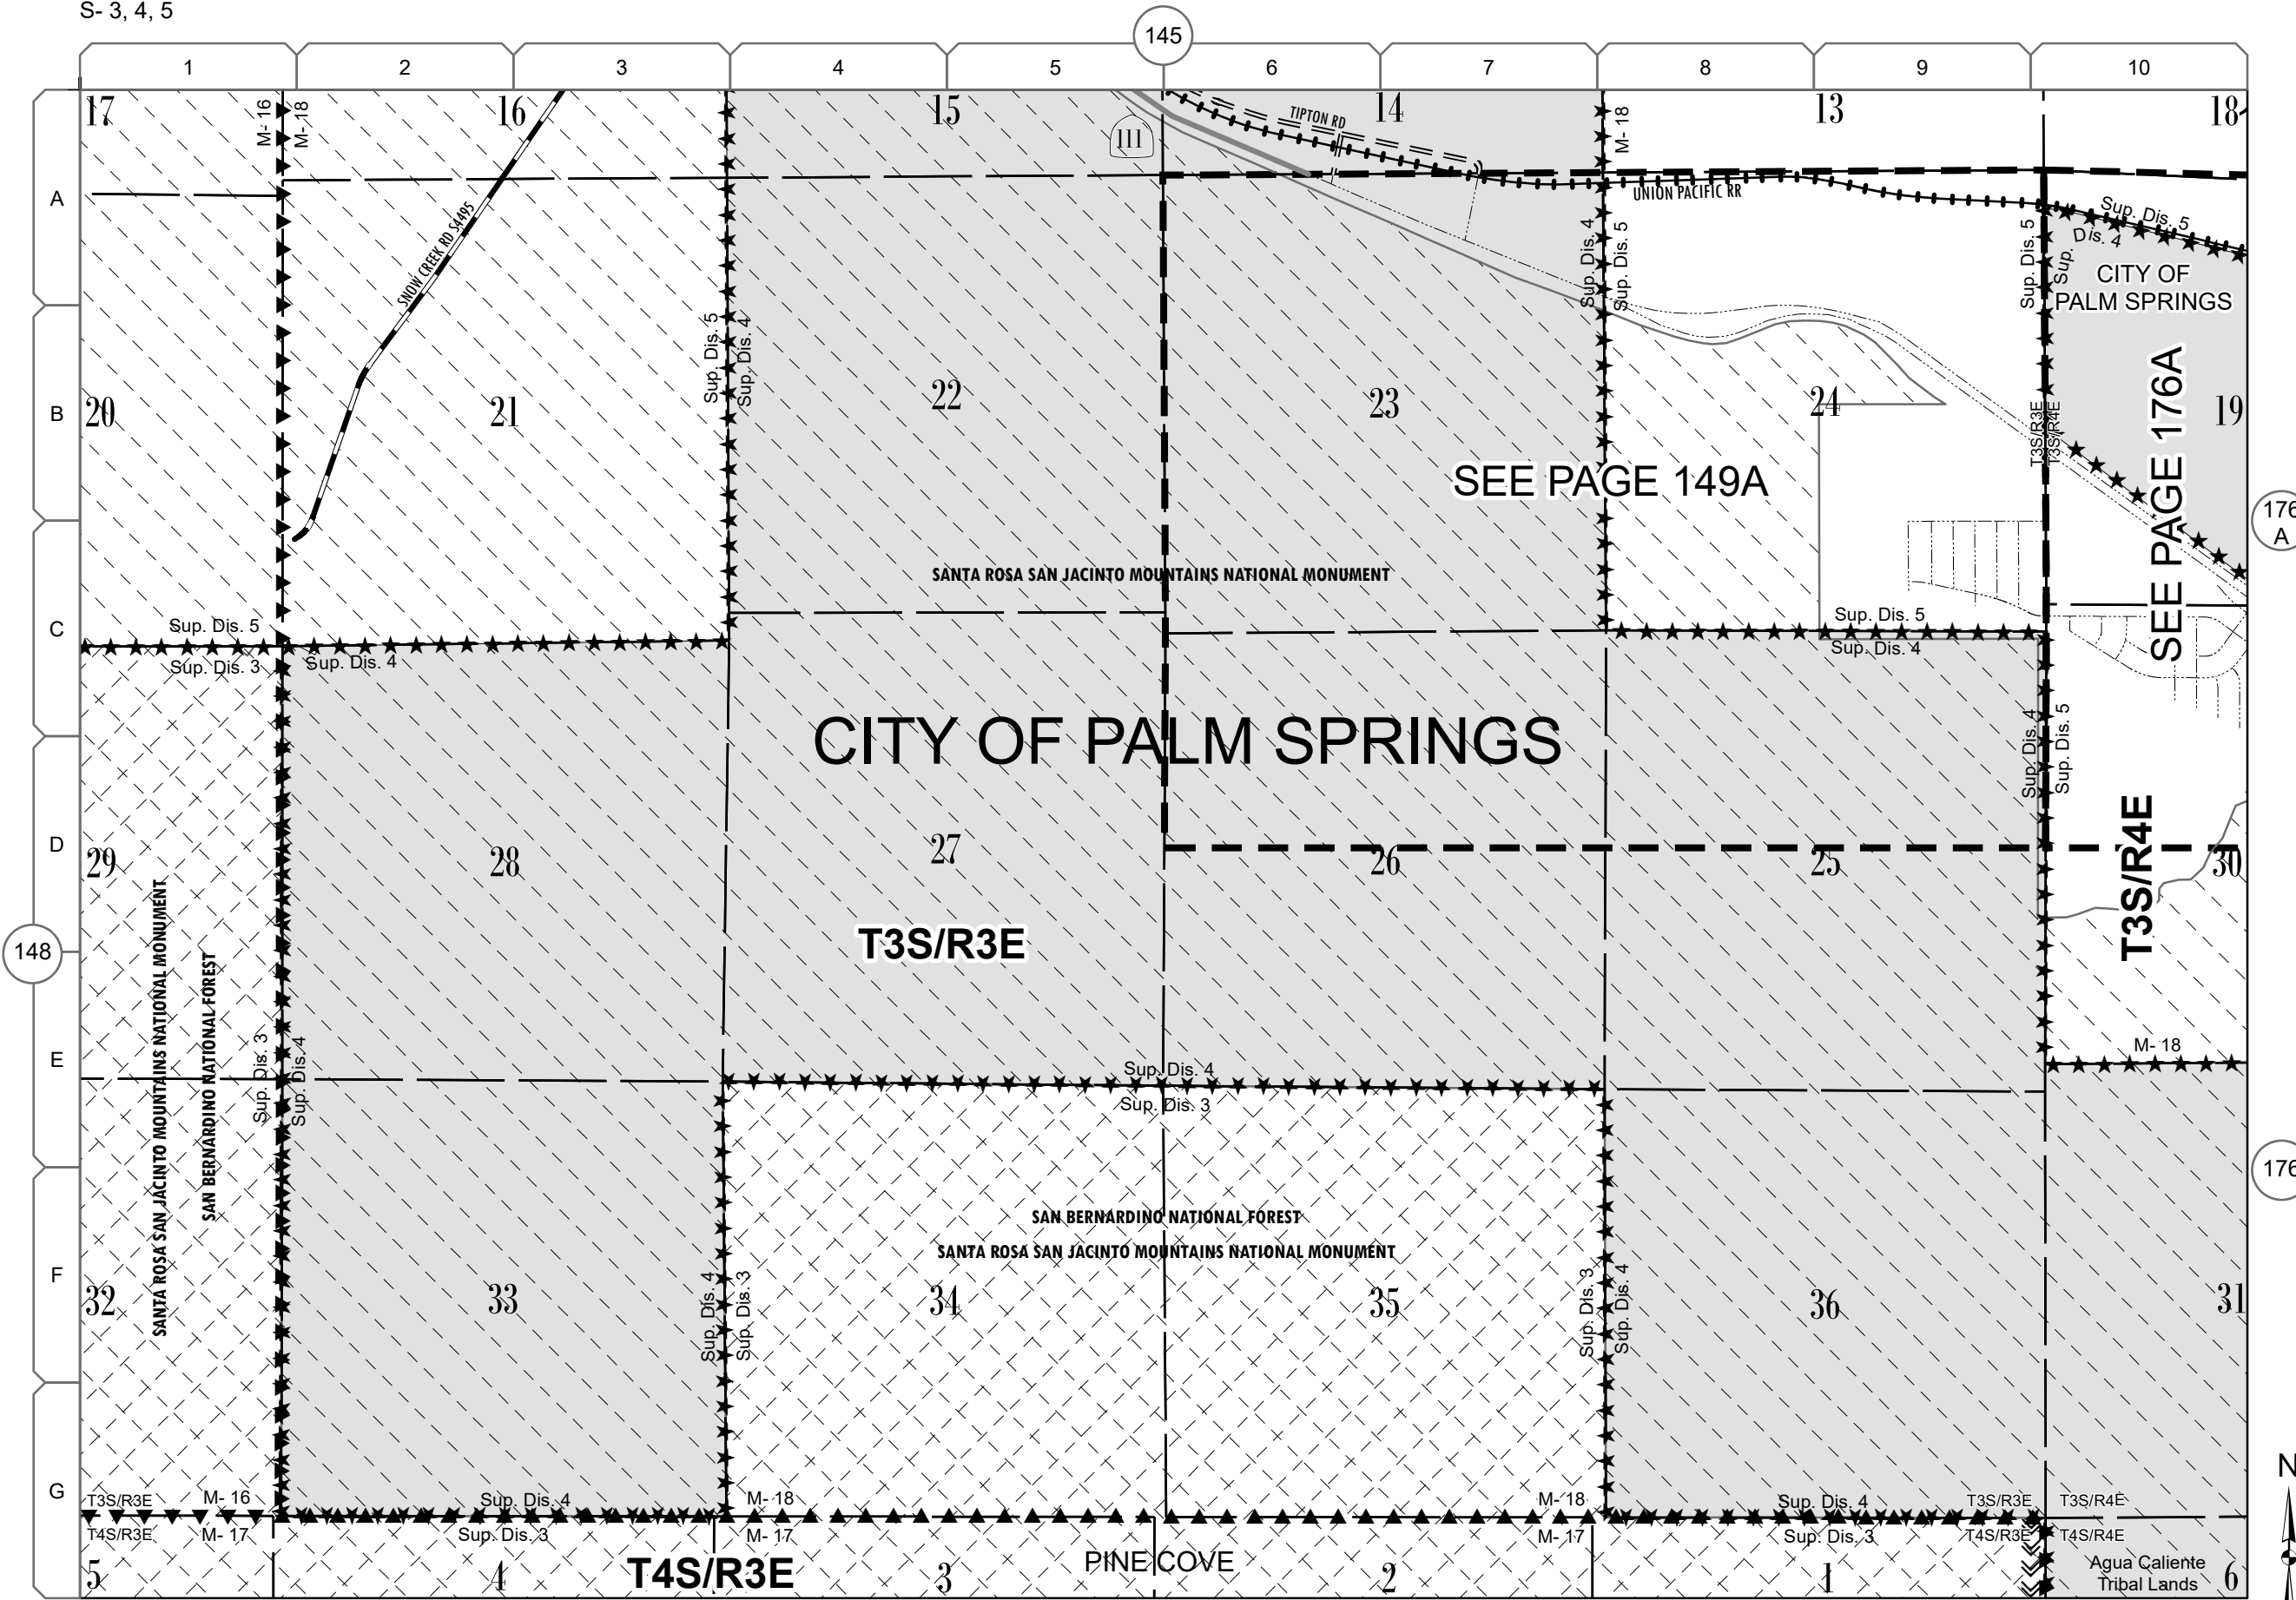 S- 3, 4, 5
145
1 2 3 4 5 6 7 8 9 10
17 M- 16 M- 18 16 15 14 M- 18 13 18
111
TIPTON RD
A
SNOW CREEK RD S4495
UNION PACIFIC RR
Sup. Dis. 4
Sup. Dis. 5
Sup. Dis. 5
Sup. Dis. 4
Sup. Dis. 5
CITY OF
PALM SPRINGS
Sup. Dis. 5
Sup. Dis. 4
B
20 21 22 23 24 19
T3S/R3E
T3S/R4E
SEE PAGE 149A
SEE PAGE 176A
176
A
SANTA ROSA SAN JACINTO MOUNTAINS NATIONAL MONUMENT
C
Sup. Dis. 5
Sup. Dis. 3
Sup. Dis. 4
Sup. Dis. 5
Sup. Dis. 4
CITY OF PALM SPRINGS
Sup. Dis. 4
Sup. Dis. 5
D
29 28 27 26 25 30
T3S/R3E
T3S/R4E
148
SANTA ROSA SAN JACINTO MOUNTAINS NATIONAL MONUMENT
SAN BERNARDINO NATIONAL FOREST
E
Sup. Dis. 3
Sup. Dis. 4
M- 18
Sup. Dis. 4
Sup. Dis. 3
176
SAN BERNARDINO NATIONAL FOREST
SANTA ROSA SAN JACINTO MOUNTAINS NATIONAL MONUMENT
F
Sup. Dis. 4
Sup. Dis. 3
Sup. Dis. 3
Sup. Dis. 4
32 33 34 35 36 31
G
N
T3S/R3E M- 16 Sup. Dis. 4 M- 18 M- 18 Sup. Dis. 4 T3S/R3E T3S/R4E
T4S/R3E M- 17 Sup. Dis. 3 M- 17 M- 17 Sup. Dis. 3 T4S/R3E T4S/R4E
PINE COVE
Agua Caliente
Tribal Lands
5 4 T4S/R3E 3 2 1 6